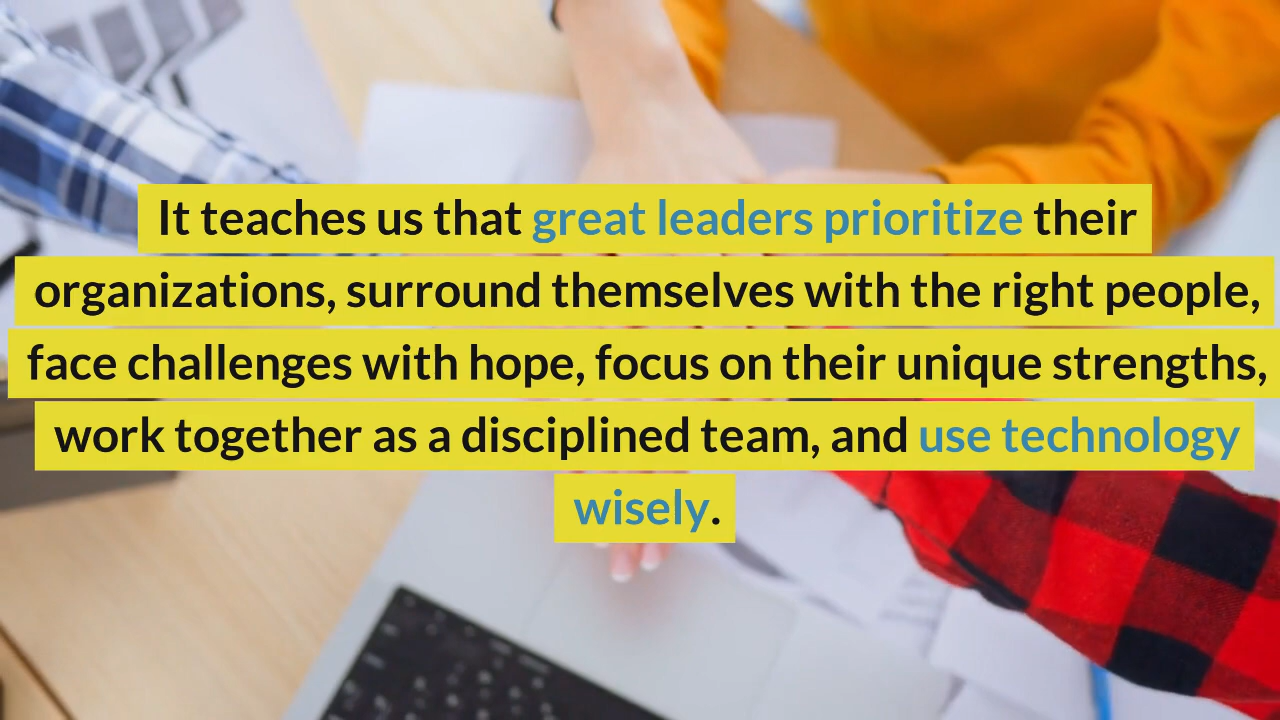 It teaches us that great leaders prioritize their
organizations, surround themselves with the right people,
face challenges with hope, focus on their unique strengths,
work together as a disciplined team, and use technology
wisely.